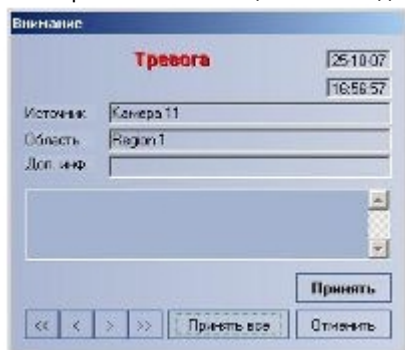 Внимание
Тревога 25-10-07
16:56:57
Источник Камера 11
Область Region 1
Доп. инф.
Принять
<< < > >> Принять все Отменить